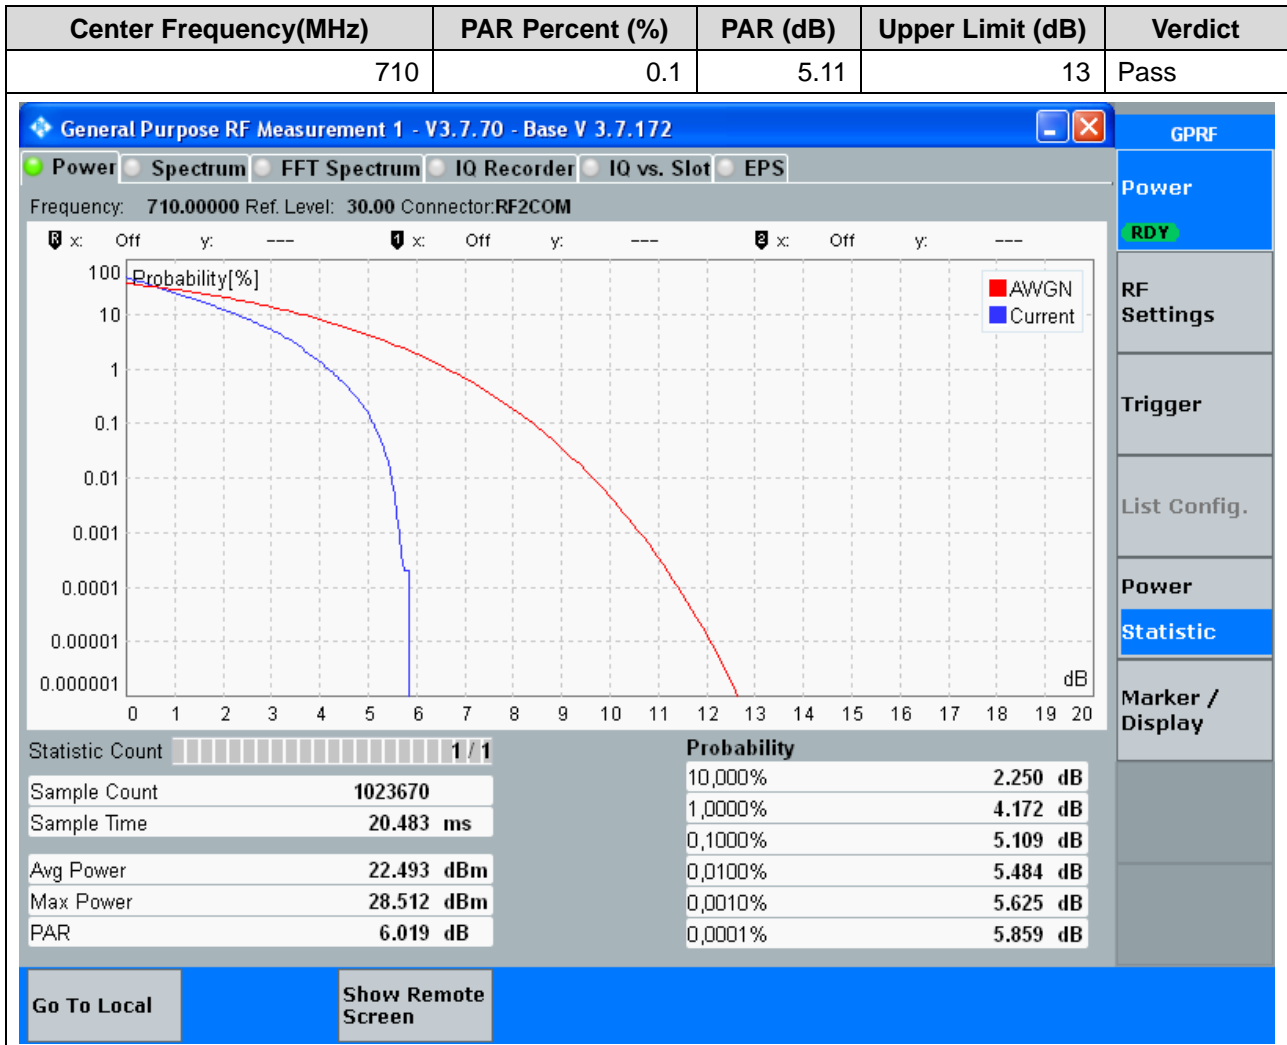 Center Frequency(MHz) PAR Percent (%) PAR (dB) Upper Limit (dB) Verdict
710 0.1 5.11 13 Pass
General Purpose RF Measurement 1 - V3.7.70 - Base V 3.7.172
GPRF
Power Spectrum FFT Spectrum IQ Recorder IQ vs. Slot EPS
Power
RDY
Frequency: 710.00000 Ref. Level: 30.00 Connector:RF2COM
R x: Off y: --- 1 x: Off y: --- 2 x: Off y: ---
Probability[%]
AWGN
Current
100
10
1
0.1
0.01
0.001
0.0001
0.00001
0.000001
dB
0 1 2 3 4 5 6 7 8 9 10 11 12 13 14 15 16 17 18 19 20
RF
Settings
Trigger
List Config.
Power
Statistic
Marker /
Display
Statistic Count 1 / 1
Sample Count 1023670
Sample Time 20.483 ms
Avg Power 22.493 dBm
Max Power 28.512 dBm
PAR 6.019 dB
Probability
10,000% 2.250 dB
1,0000% 4.172 dB
0,1000% 5.109 dB
0,0100% 5.484 dB
0,0010% 5.625 dB
0,0001% 5.859 dB
Go To Local
Show Remote
Screen